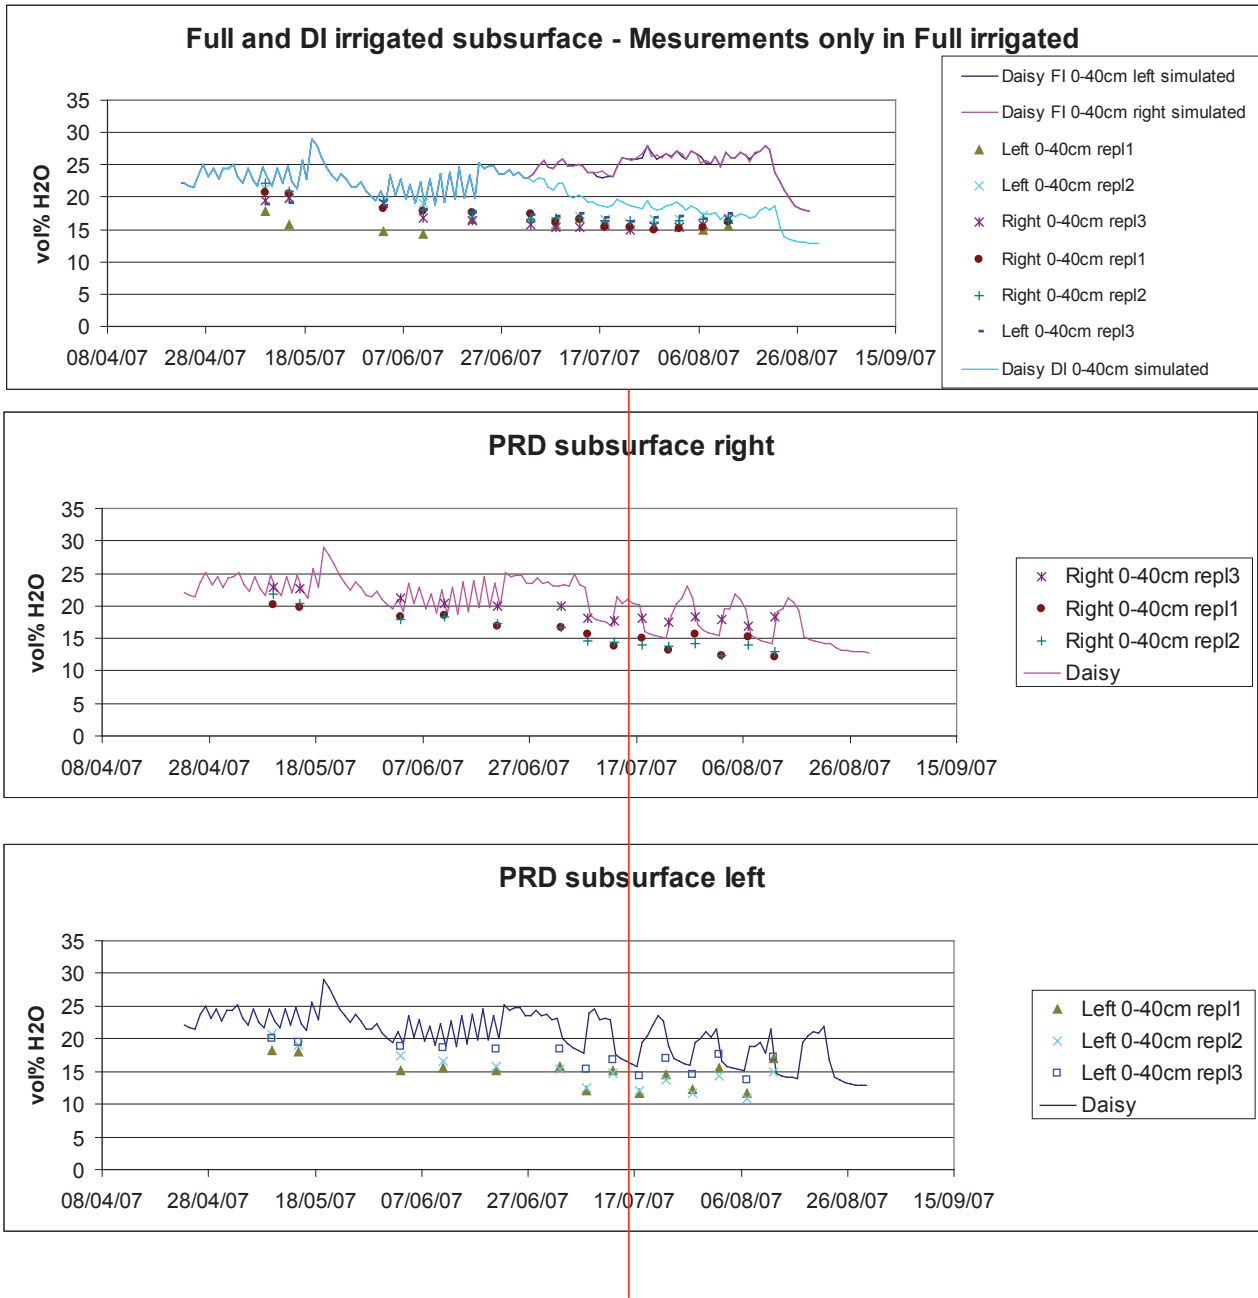 Full and DI irrigated subsurface - Mesurements only in Full irrigated
35
30
25
20
15
10
5
0
vol% H2O
08/04/07 28/04/07 18/05/07 07/06/07 27/06/07 17/07/07 06/08/07 26/08/07 15/09/07
Daisy FI 0-40cm left simulated
Daisy FI 0-40cm right simulated
Left 0-40cm repl1
Left 0-40cm repl2
Right 0-40cm repl3
Right 0-40cm repl1
Right 0-40cm repl2
Left 0-40cm repl3
Daisy DI 0-40cm simulated
PRD subsurface right
35
30
25
20
15
10
5
0
vol% H2O
08/04/07 28/04/07 18/05/07 07/06/07 27/06/07 17/07/07 06/08/07 26/08/07 15/09/07
Right 0-40cm repl3
Right 0-40cm repl1
Right 0-40cm repl2
Daisy
PRD subsurface left
35
30
25
20
15
10
5
0
vol% H2O
08/04/07 28/04/07 18/05/07 07/06/07 27/06/07 17/07/07 06/08/07 26/08/07 15/09/07
Left 0-40cm repl1
Left 0-40cm repl2
Left 0-40cm repl3
Daisy